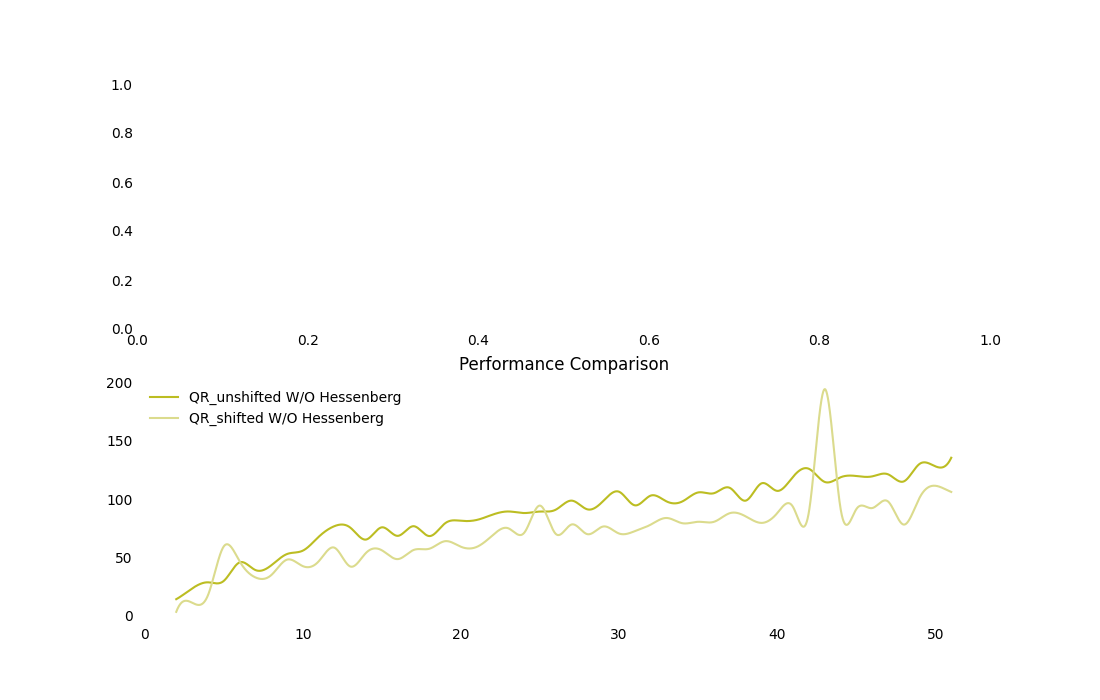 1.0
0.8
0.6
0.4
0.2
0.0
0.0 0.2 0.4 0.6 0.8 1.0
Performance Comparison
200
QR_unshifted W/O Hessenberg
QR_shifted W/O Hessenberg
150
100
50
0
0 10 20 30 40 50